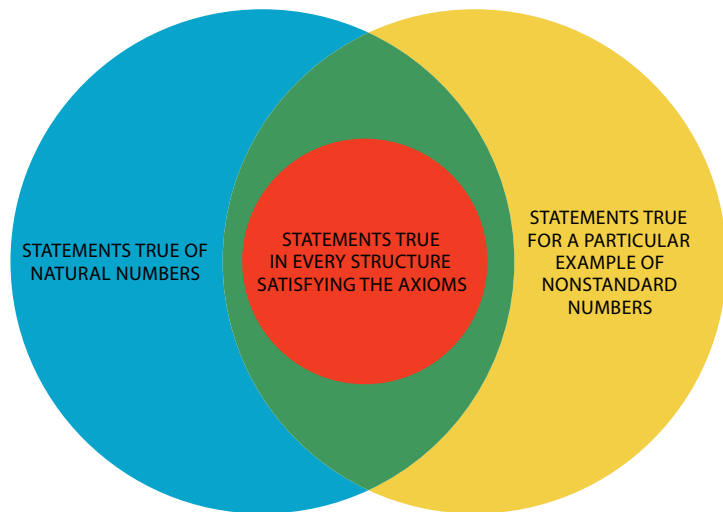 STATEMENTS TRUE OF
NATURAL NUMBERS
STATEMENTS TRUE
IN EVERY STRUCTURE
SATISFYING THE AXIOMS
STATEMENTS TRUE
FOR A PARTICULAR
EXAMPLE OF
NONSTANDARD
NUMBERS